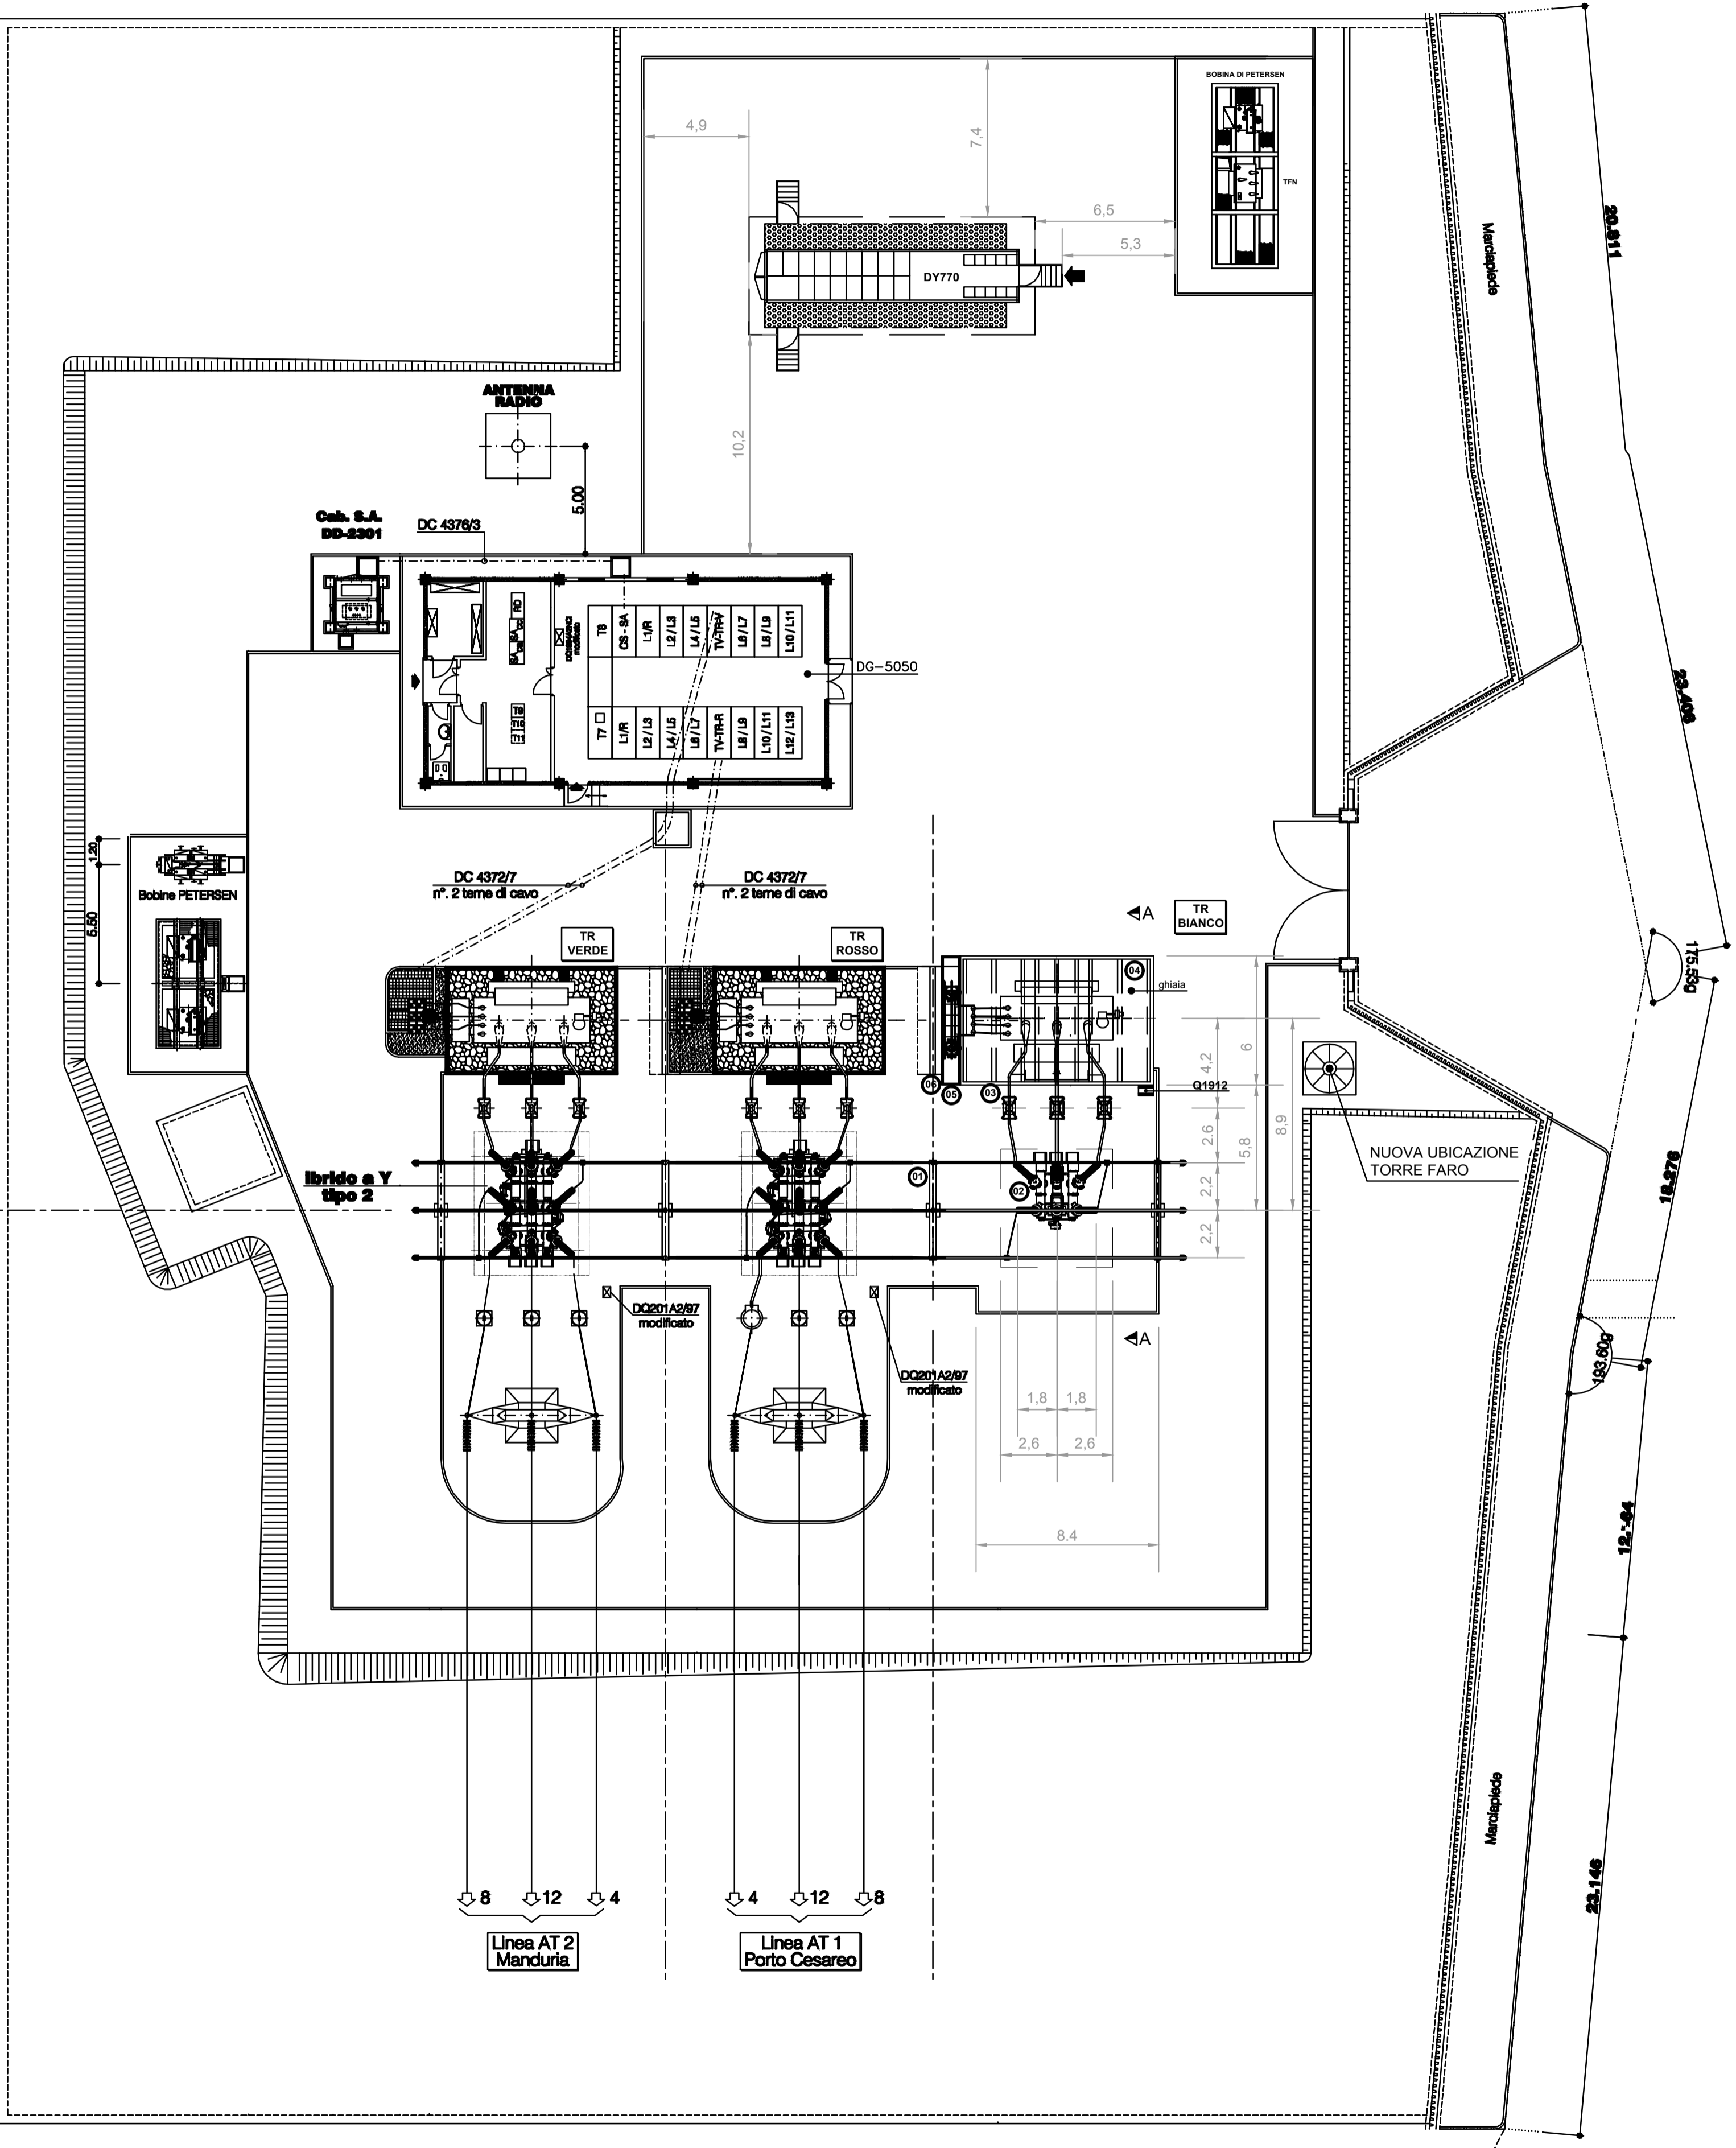 BOBINA DI PETERSEN
TFN
4,9
7,4
6,5
5,3
DY770
10,2
Marciapiede
20.811
23.406
ANTENNA
RADIO
5.00
Cab. S.A.
DD-2301
DC 4376/3
RD
T8
CS - SA
L1/R
L2 / L3
L4 / L5
TV-TR-V
L6 / L7
L8 / L9
L10 / L11
modificato
DG-5050
T7
L1/R
L2 / L3
L4 / L5
L6 / L7
TV-TR-R
L8 / L9
L10 / L11
L12 / L13
1.20
5.50
Bobine PETERSEN
DC 4372/7
n°. 2 terne di cavo
DC 4372/7
n°. 2 terne di cavo
A
TR
VERDE
TR
ROSSO
TR
BIANCO
175.53g
04
ghiaia
06
05
03
Q1912
4,2
6
2.6
5,8
8,9
2,2
2,2
01
02
Ibrido a Y
tipo 2
NUOVA UBICAZIONE
TORRE FARO
18.276
DQ201A2/97
modificato
DQ201A2/97
modificato
A
193.60g
1,8
1,8
2,6
2,6
8.4
Marciapiede
23.146
8
12
4
4
12
8
Linea AT 2
Manduria
Linea AT 1
Porto Cesareo